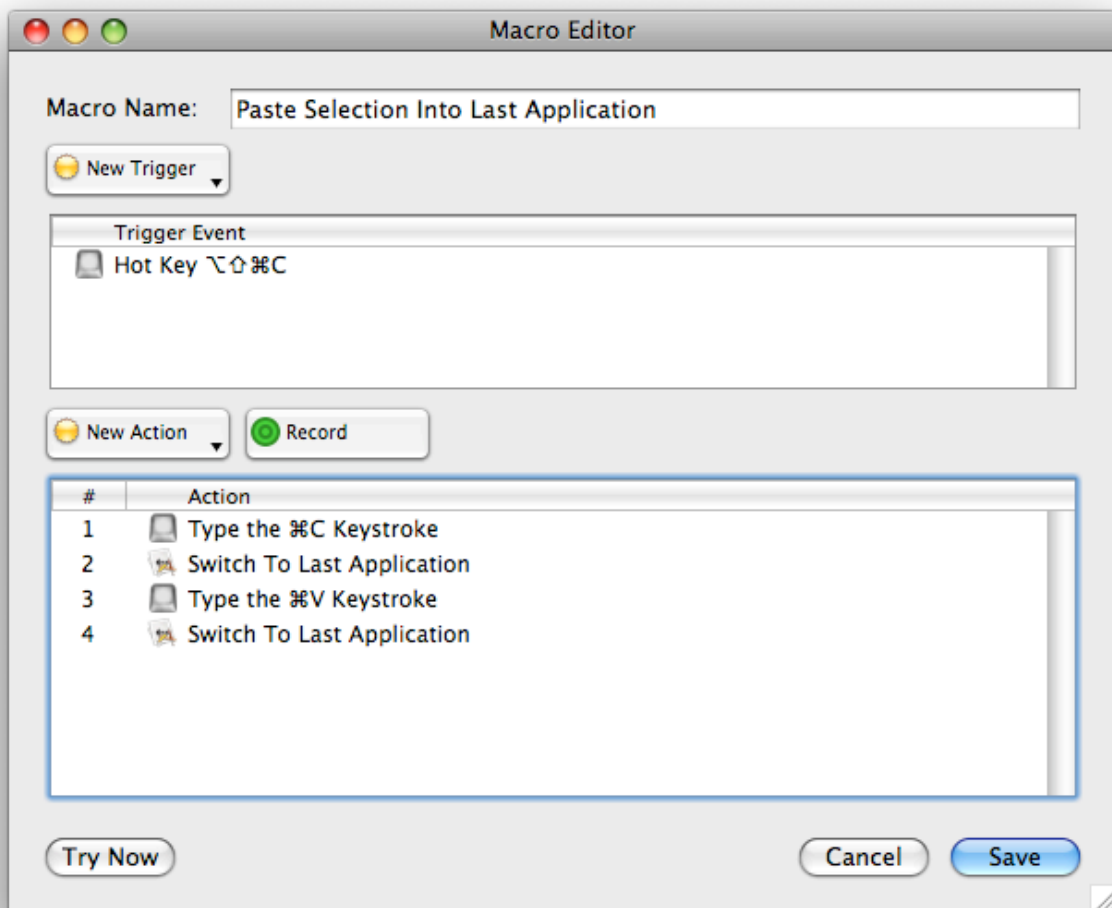 Macro Editor
Macro Name: Paste Selection Into Last Application
New Trigger
Trigger Event
Hot Key ⌥⇧⌘C
New Action Record
# Action
1 Type the ⌘C Keystroke
2 Switch To Last Application
3 Type the ⌘V Keystroke
4 Switch To Last Application
Try Now Cancel Save